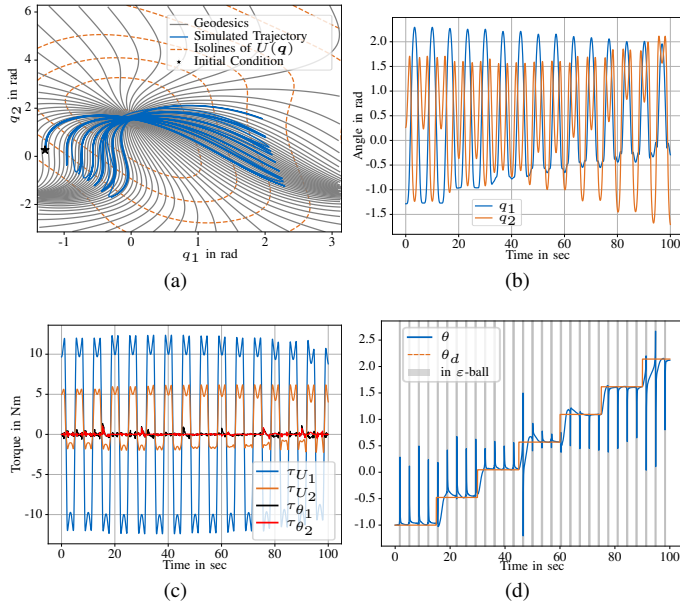 Geodesics
Simulated Trajectory
Isolines of U(q)
Initial Condition
q2 in rad
6
4
2
0
-2
-1
0
1
2
3
q1 in rad
(a)
Angle in rad
2.0
1.5
1.0
0.5
0.0
-0.5
-1.0
-1.5
q1
q2
0
20
40
60
80
100
Time in sec
(b)
Torque in Nm
10
5
0
-5
-10
τU1
τU2
τθ1
τθ2
0
20
40
60
80
100
Time in sec
(c)
θ
θd
in ε-ball
2.5
2.0
1.5
1.0
0.5
0.0
-0.5
-1.0
0
20
40
60
80
100
Time in sec
(d)